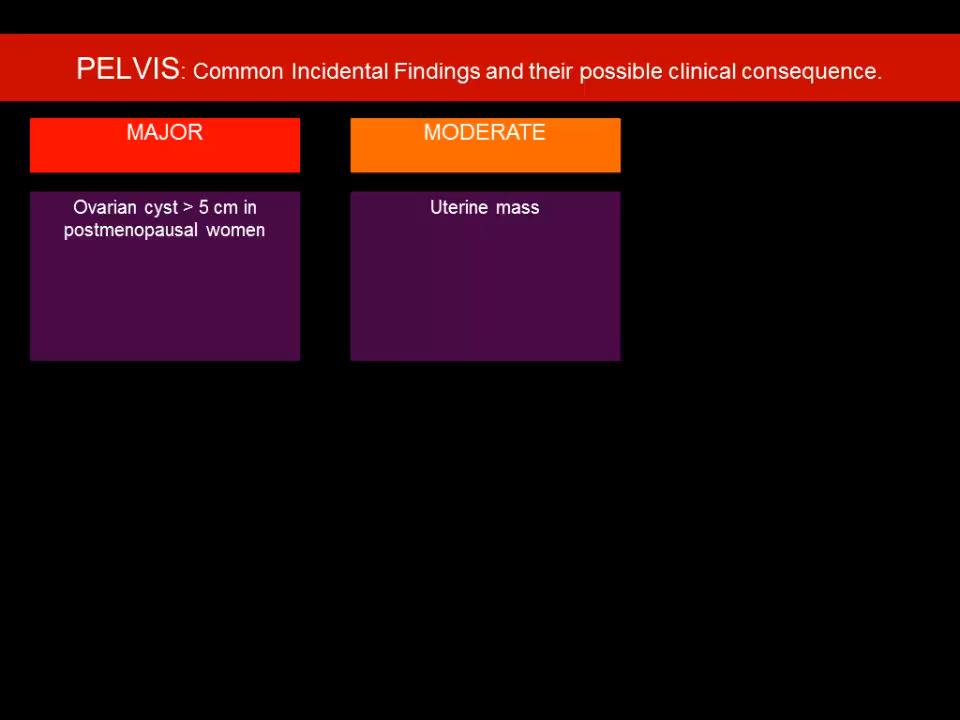 PELVIS: Common Incidental Findings and their possible clinical consequence.
MAJOR
Ovarian cyst > 5 cm in
postmenopausal women
MODERATE
Uterine mass